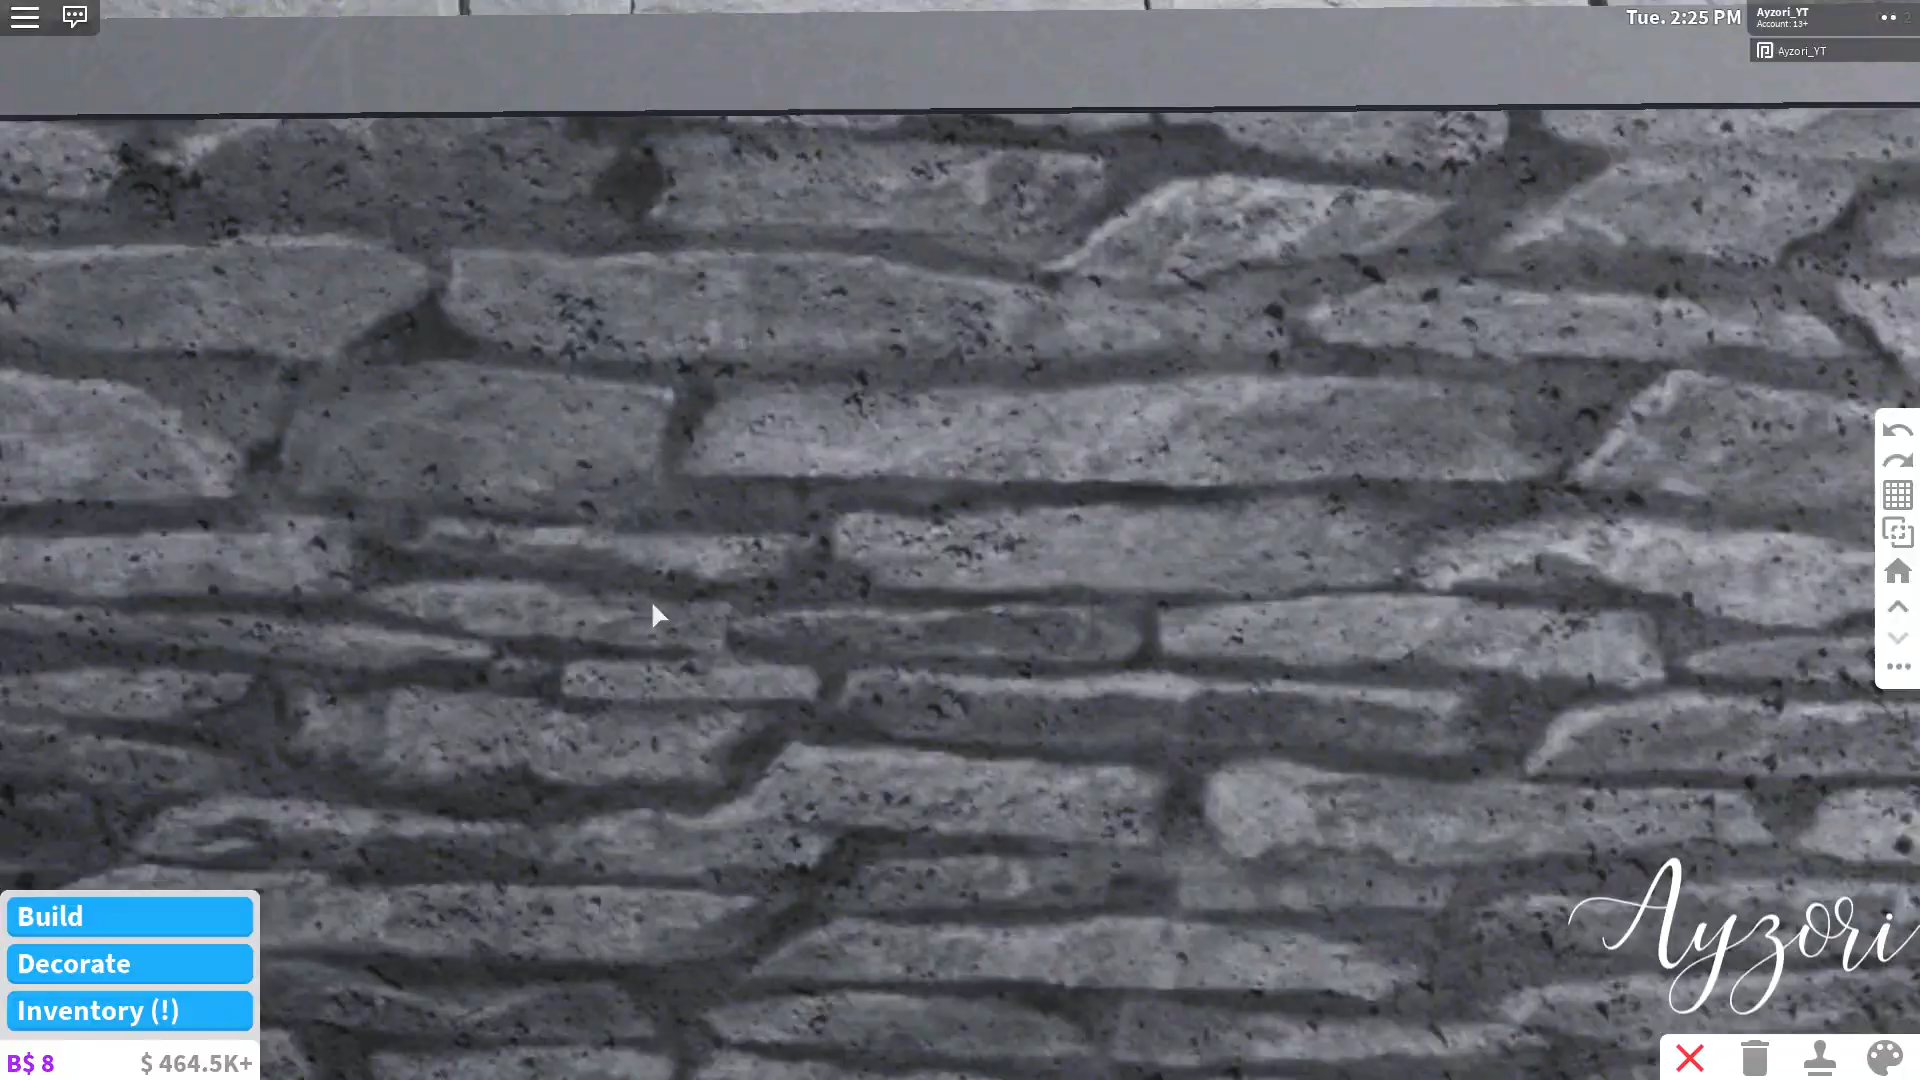 Tue. 2:25 PM
Ayzori_YT
Account: 13+
Ayzori_YT
Build
Decorate
Inventory (!)
B$ 8
$ 464.5K+
Ayzori